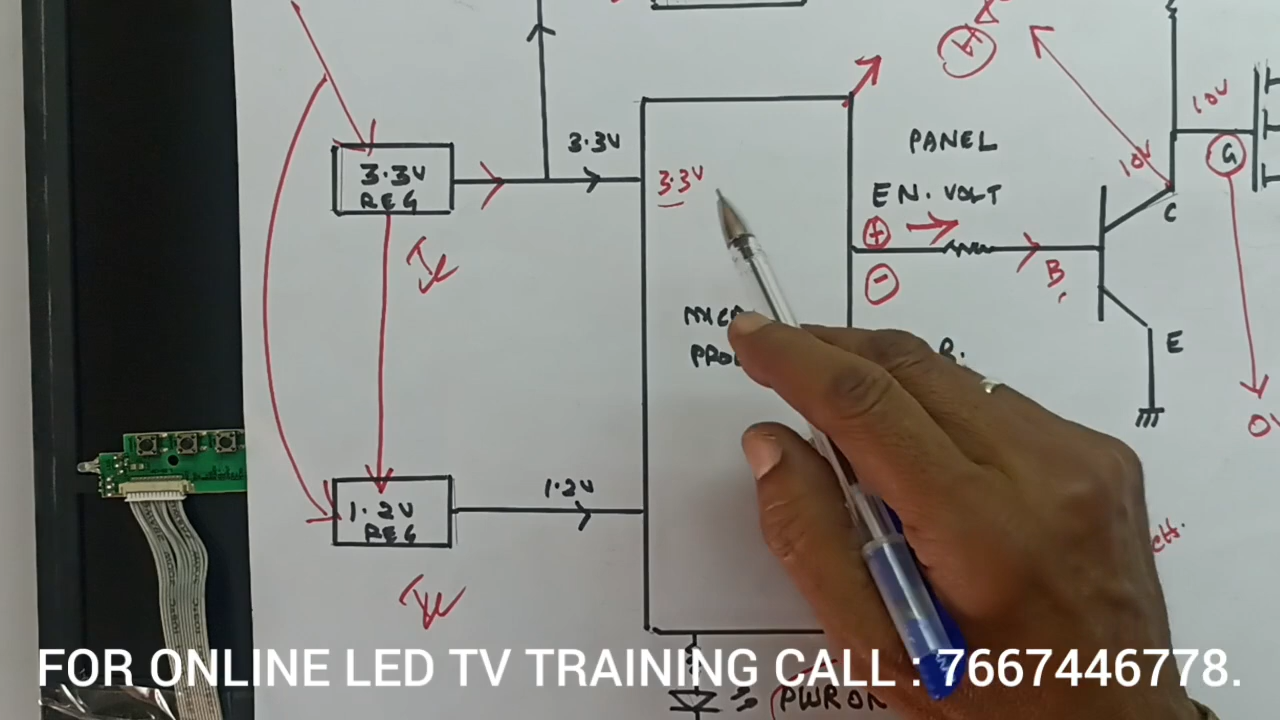 3.3V
REG
3.3V
3.3V
10V
10V
G
PANEL
EN. VOLT
C
+
-
B
E
R.
1.2V
REG
1.2V
0V
PWR ON
FOR ONLINE LED TV TRAINING CALL : 7667446778.